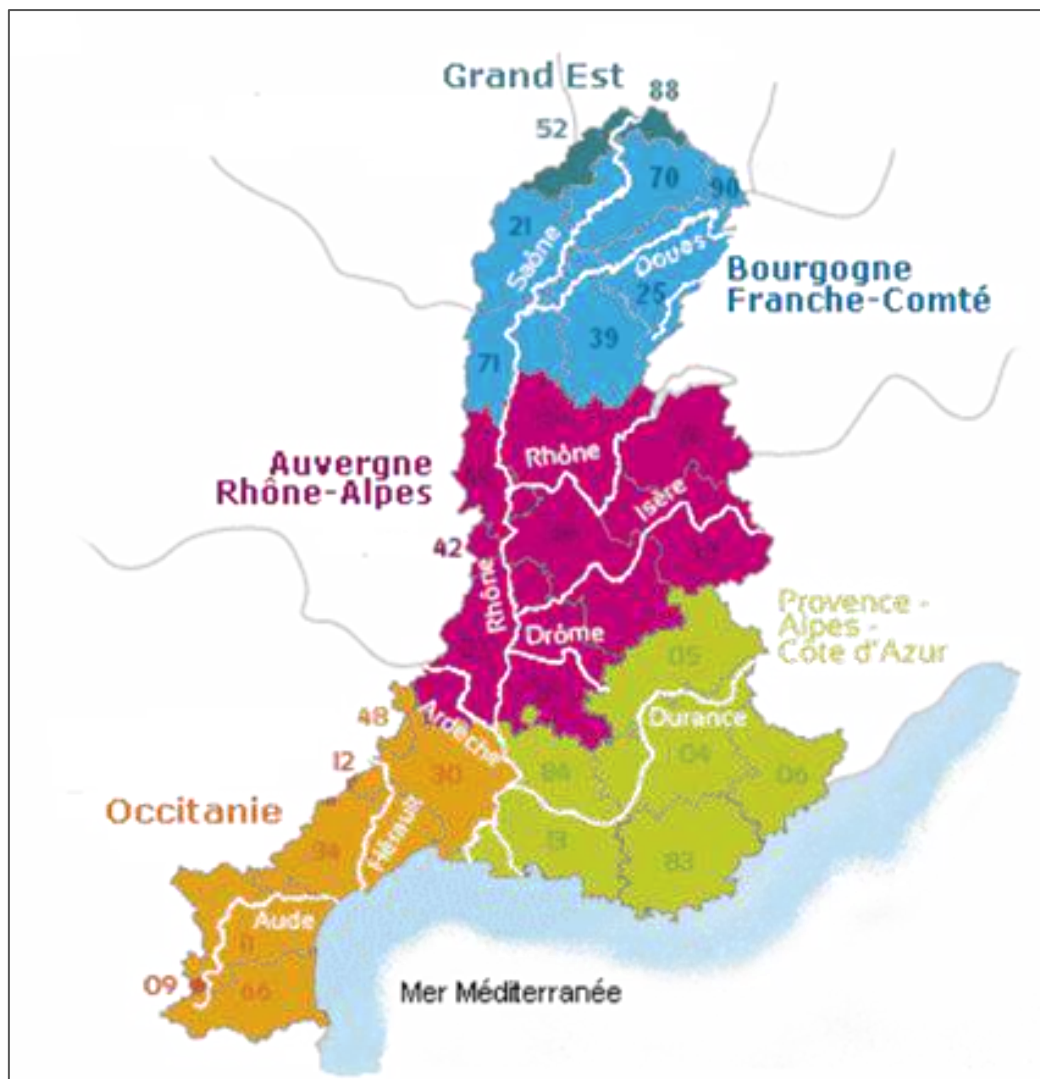 Grand Est
88
52
70
90
21
Saône
Doubs
Bourgogne
Franche-Comté
25
39
71
Auvergne
Rhône-Alpes
Rhône
Isère
42
Rhône
Drôme
Provence -
Alpes -
Côte d'Azur
05
48
Ardèche
Durance
12
30
84
04
06
Occitanie
Hérault
34
13
83
Aude
11
09
66
Mer Méditerranée